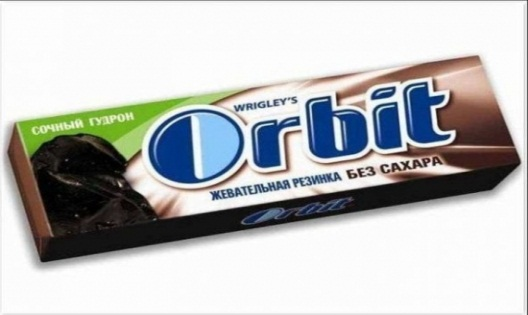 СОЧНЫЙ ГУДРОН
WRIGLEY'S
Orbit
ЖЕВАТЕЛЬНАЯ РЕЗИНКА БЕЗ САХАРА
Orbit